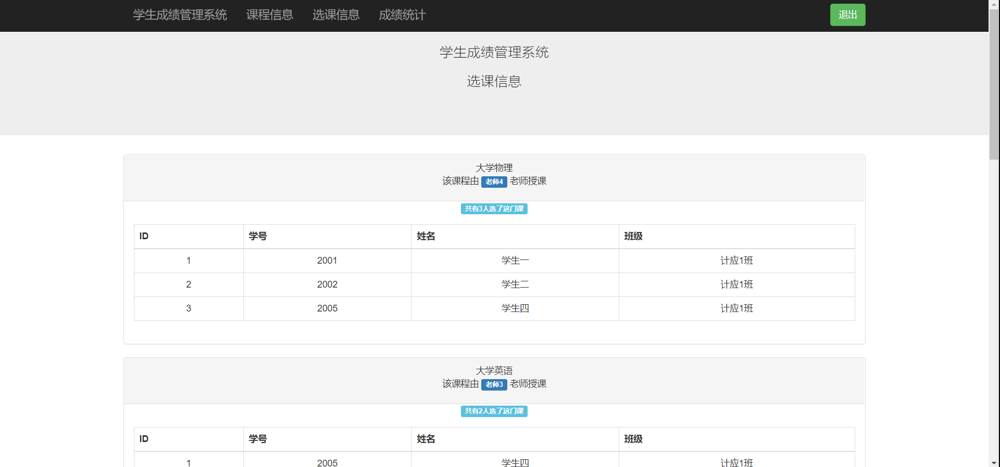 学生成绩管理系统 课程信息 选课信息 成绩统计 退出
学生成绩管理系统
选课信息
大学物理
该课程由 老师4 老师授课
共有3人选了这门课
ID 学号 姓名 班级
1 2001 学生一 计应1班
2 2002 学生二 计应1班
3 2005 学生四 计应1班
大学英语
该课程由 老师3 老师授课
共有2人选了这门课
ID 学号 姓名 班级
1 2005 学生四 计应1班